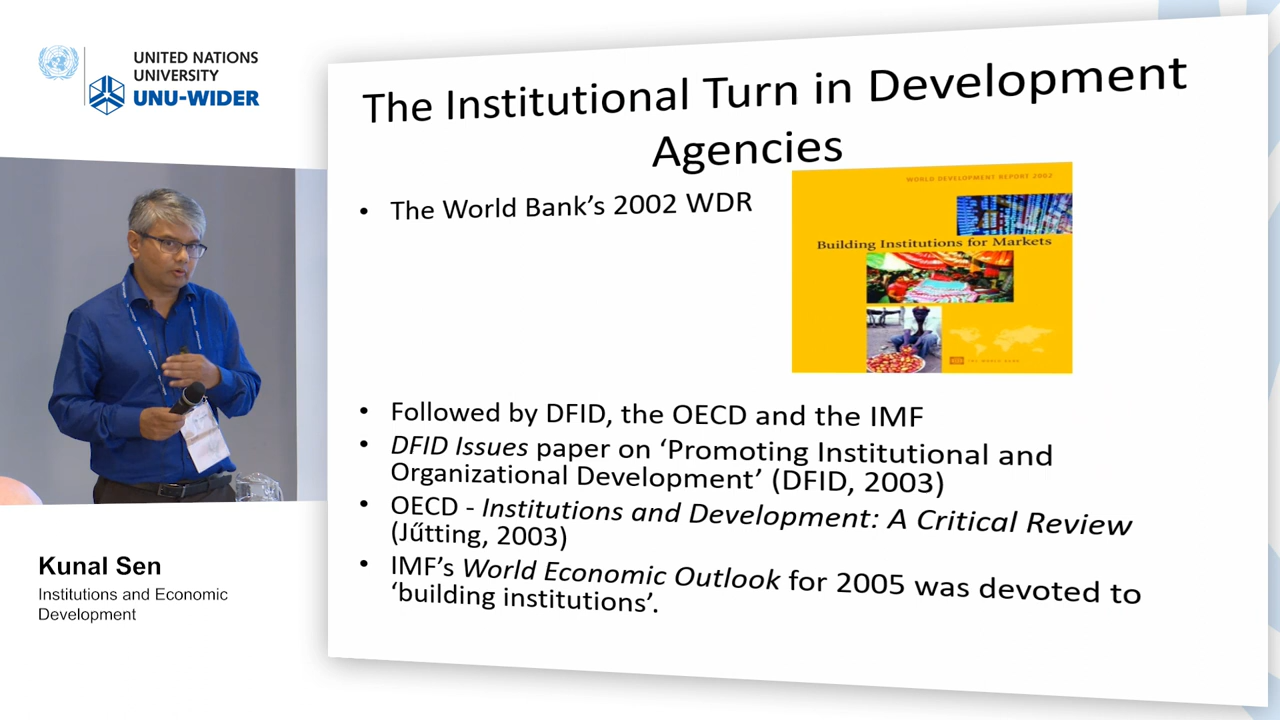 UNITED NATIONS
UNIVERSITY
UNU-WIDER
The Institutional Turn in Development
Agencies
• The World Bank's 2002 WDR
WORLD DEVELOPMENT REPORT 2002
Building Institutions for Markets
THE WORLD BANK
• Followed by DFID, the OECD and the IMF
• DFID Issues paper on ‘Promoting Institutional and
Organizational Development’ (DFID, 2003)
• OECD - Institutions and Development: A Critical Review
(Jűtting, 2003)
• IMF’s World Economic Outlook for 2005 was devoted to
‘building institutions’.
Kunal Sen
Institutions and Economic
Development